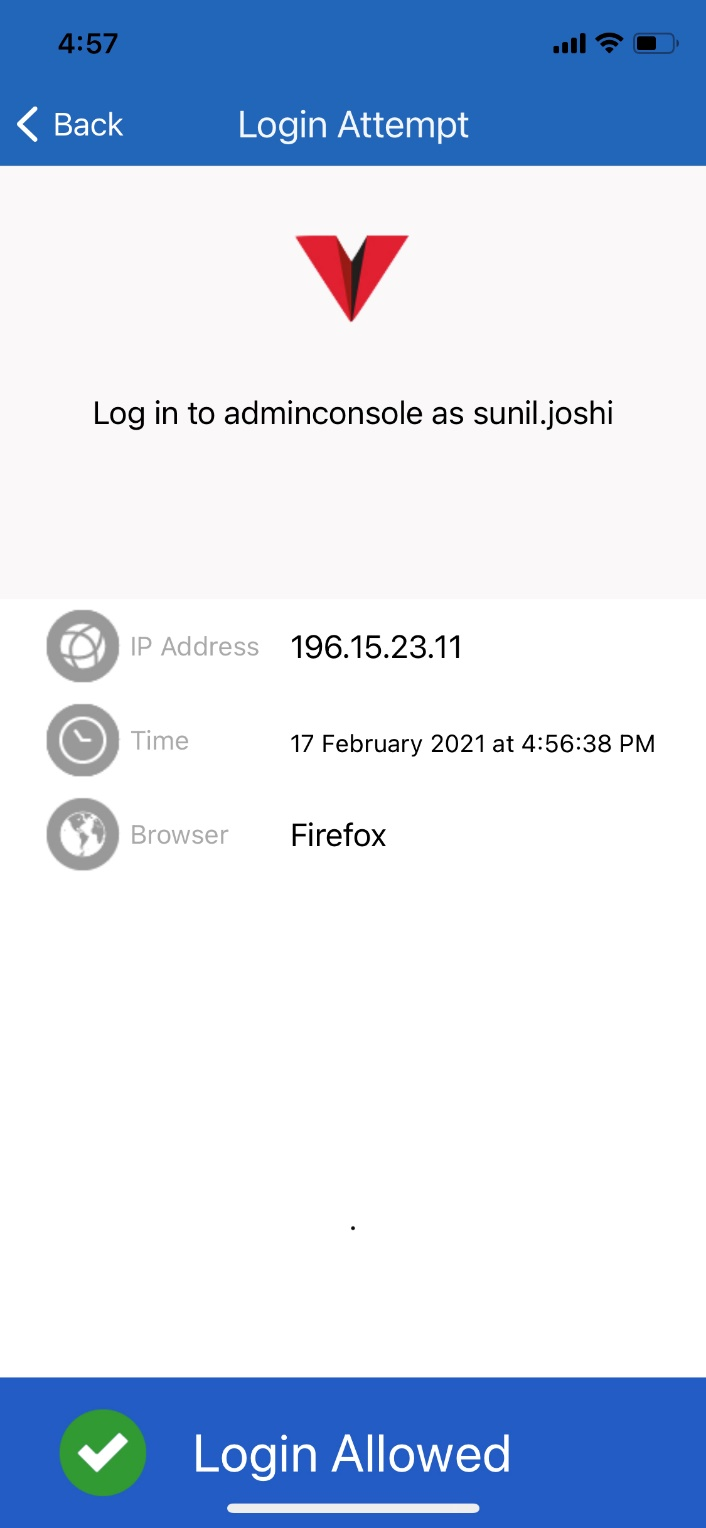 4:57
Back
Login Attempt
Log in to adminconsole as sunil.joshi
IP Address 196.15.23.11
Time 17 February 2021 at 4:56:38 PM
Browser Firefox
.
Login Allowed